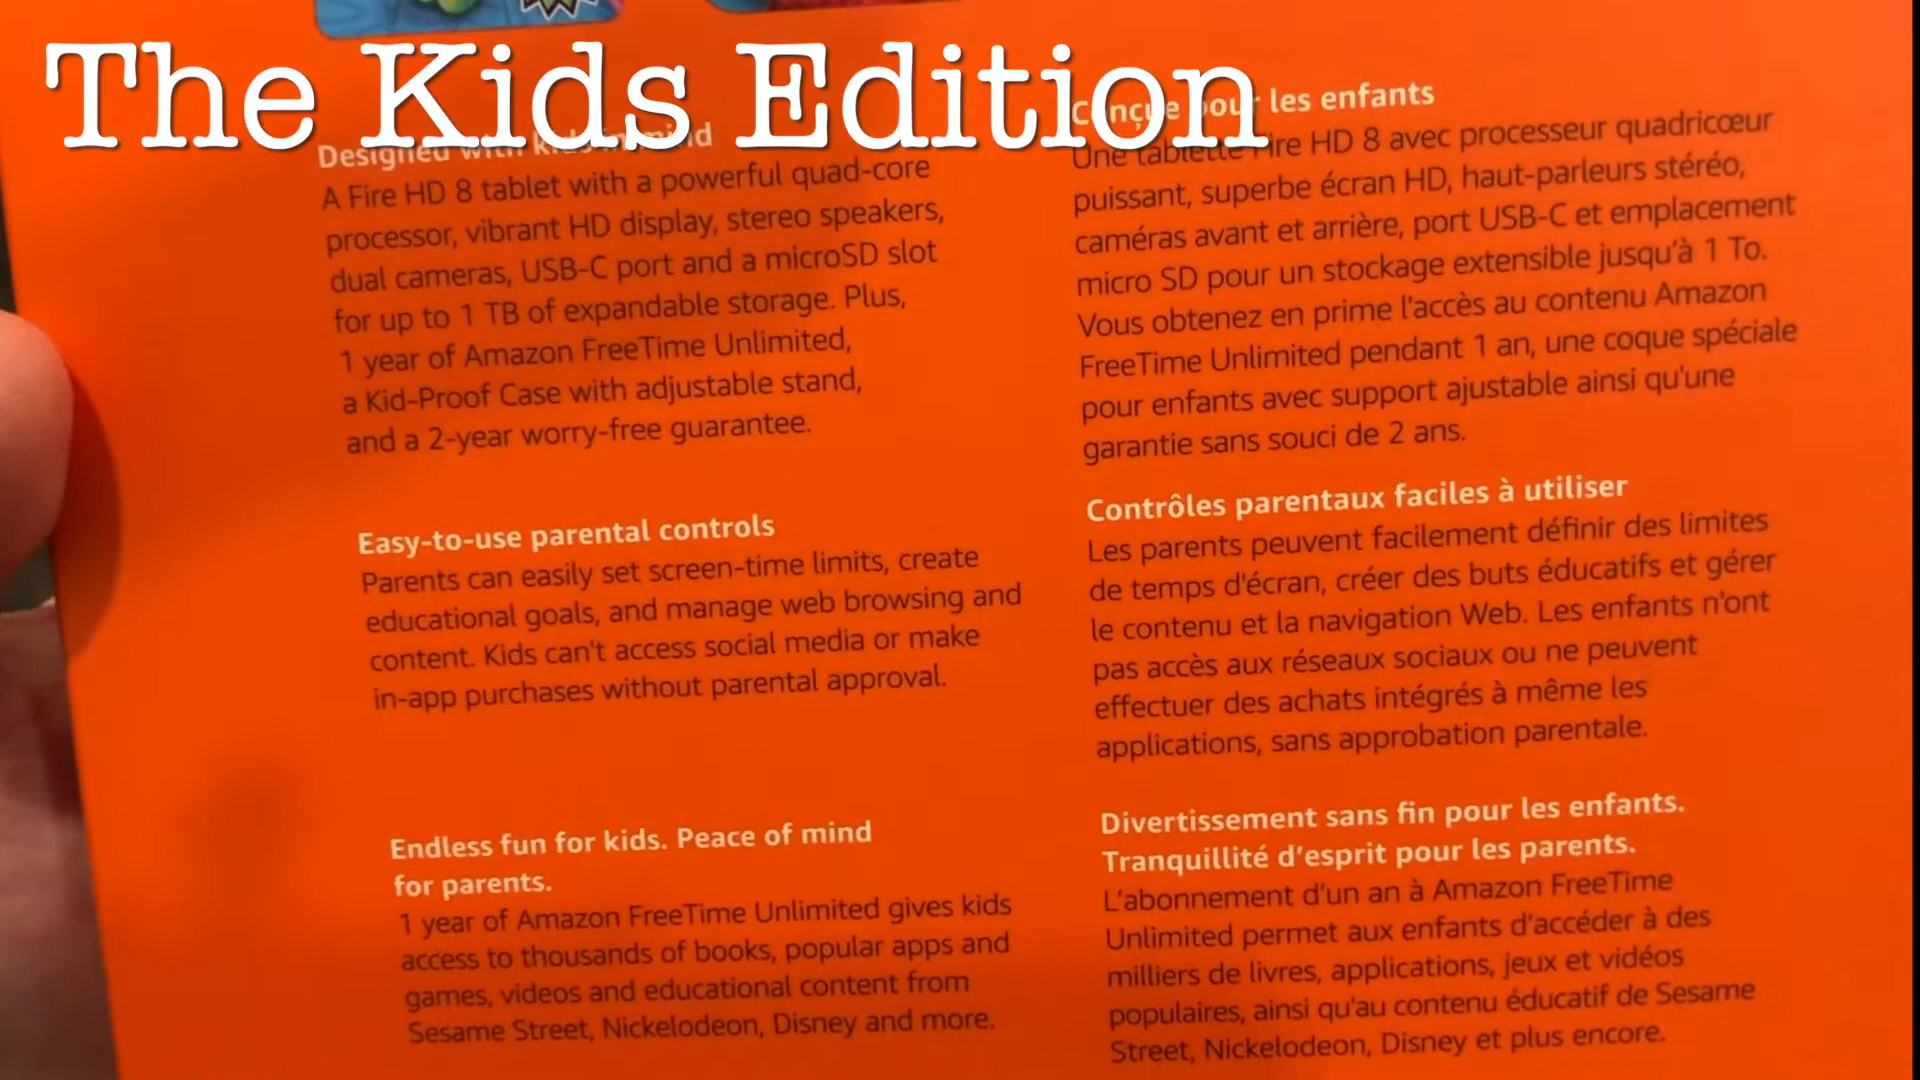 The Kids Edition
Designed with kids in mind
A Fire HD 8 tablet with a powerful quad-core
processor, vibrant HD display, stereo speakers,
dual cameras, USB-C port and a microSD slot
for up to 1 TB of expandable storage. Plus,
1 year of Amazon FreeTime Unlimited,
a Kid-Proof Case with adjustable stand,
and a 2-year worry-free guarantee.
Easy-to-use parental controls
Parents can easily set screen-time limits, create
educational goals, and manage web browsing and
content. Kids can't access social media or make
in-app purchases without parental approval.
Endless fun for kids. Peace of mind
for parents.
1 year of Amazon FreeTime Unlimited gives kids
access to thousands of books, popular apps and
games, videos and educational content from
Sesame Street, Nickelodeon, Disney and more.
Conçue pour les enfants
Une tablette Fire HD 8 avec processeur quadricœur
puissant, superbe écran HD, haut-parleurs stéréo,
caméras avant et arrière, port USB-C et emplacement
micro SD pour un stockage extensible jusqu'à 1 To.
Vous obtenez en prime l'accès au contenu Amazon
FreeTime Unlimited pendant 1 an, une coque spéciale
pour enfants avec support ajustable ainsi qu'une
garantie sans souci de 2 ans.
Contrôles parentaux faciles à utiliser
Les parents peuvent facilement définir des limites
de temps d'écran, créer des buts éducatifs et gérer
le contenu et la navigation Web. Les enfants n'ont
pas accès aux réseaux sociaux ou ne peuvent
effectuer des achats intégrés à même les
applications, sans approbation parentale.
Divertissement sans fin pour les enfants.
Tranquillité d'esprit pour les parents.
L'abonnement d'un an à Amazon FreeTime
Unlimited permet aux enfants d'accéder à des
milliers de livres, applications, jeux et vidéos
populaires, ainsi qu'au contenu éducatif de Sesame
Street, Nickelodeon, Disney et plus encore.